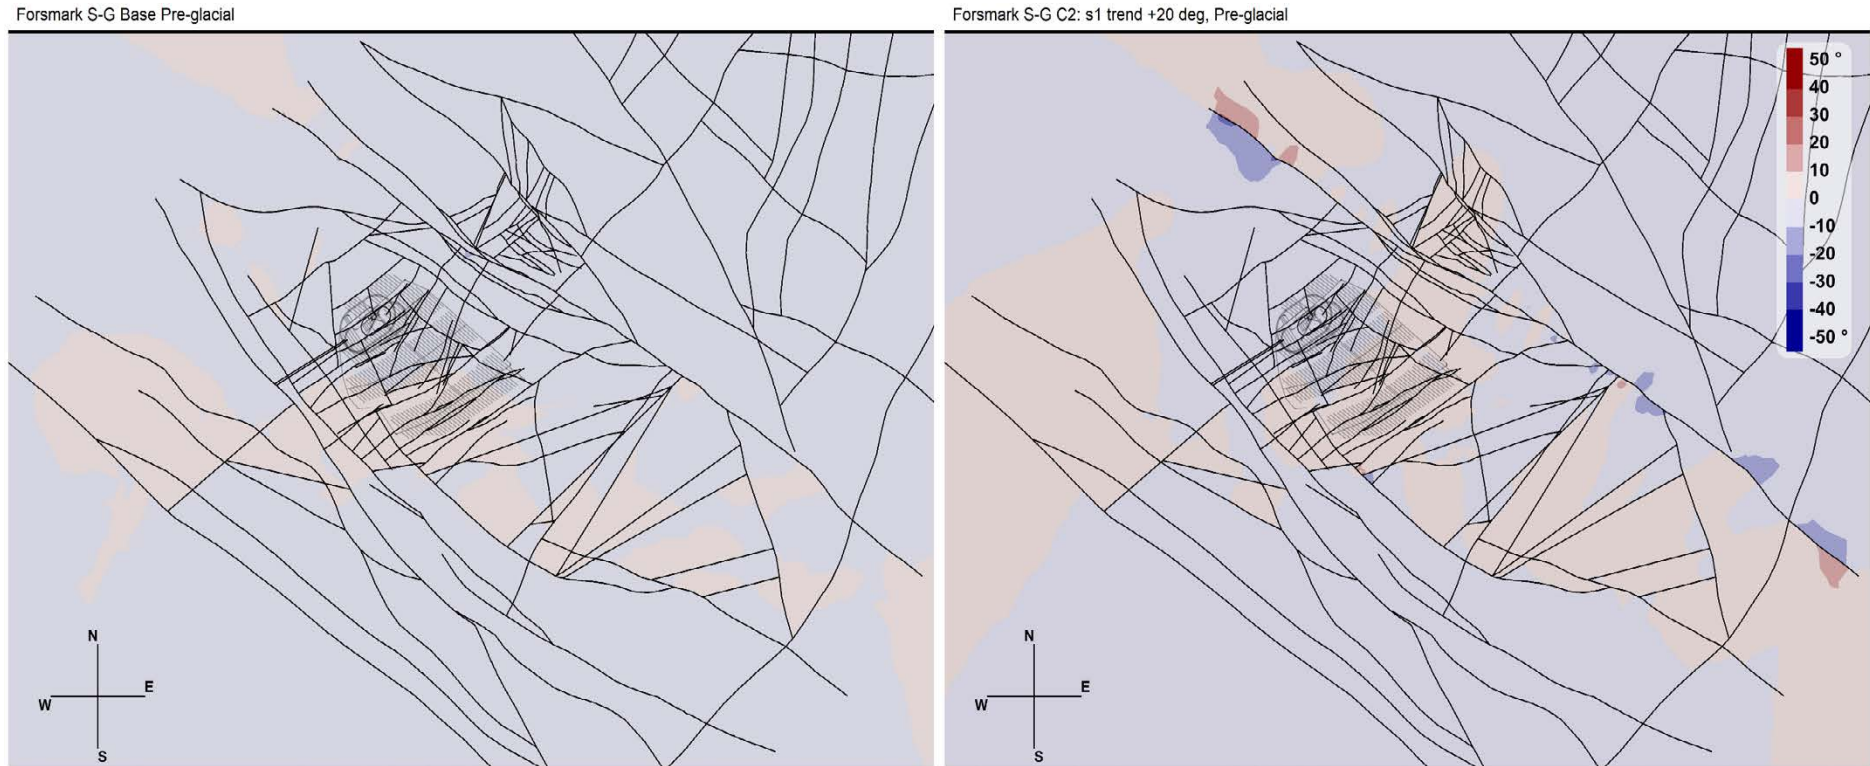 Forsmark S-G Base Pre-glacial
Forsmark S-G C2: s1 trend +20 deg, Pre-glacial
50 °
40
30
20
10
0
-10
-20
-30
-40
-50 °
N
W E
S
N
W E
S